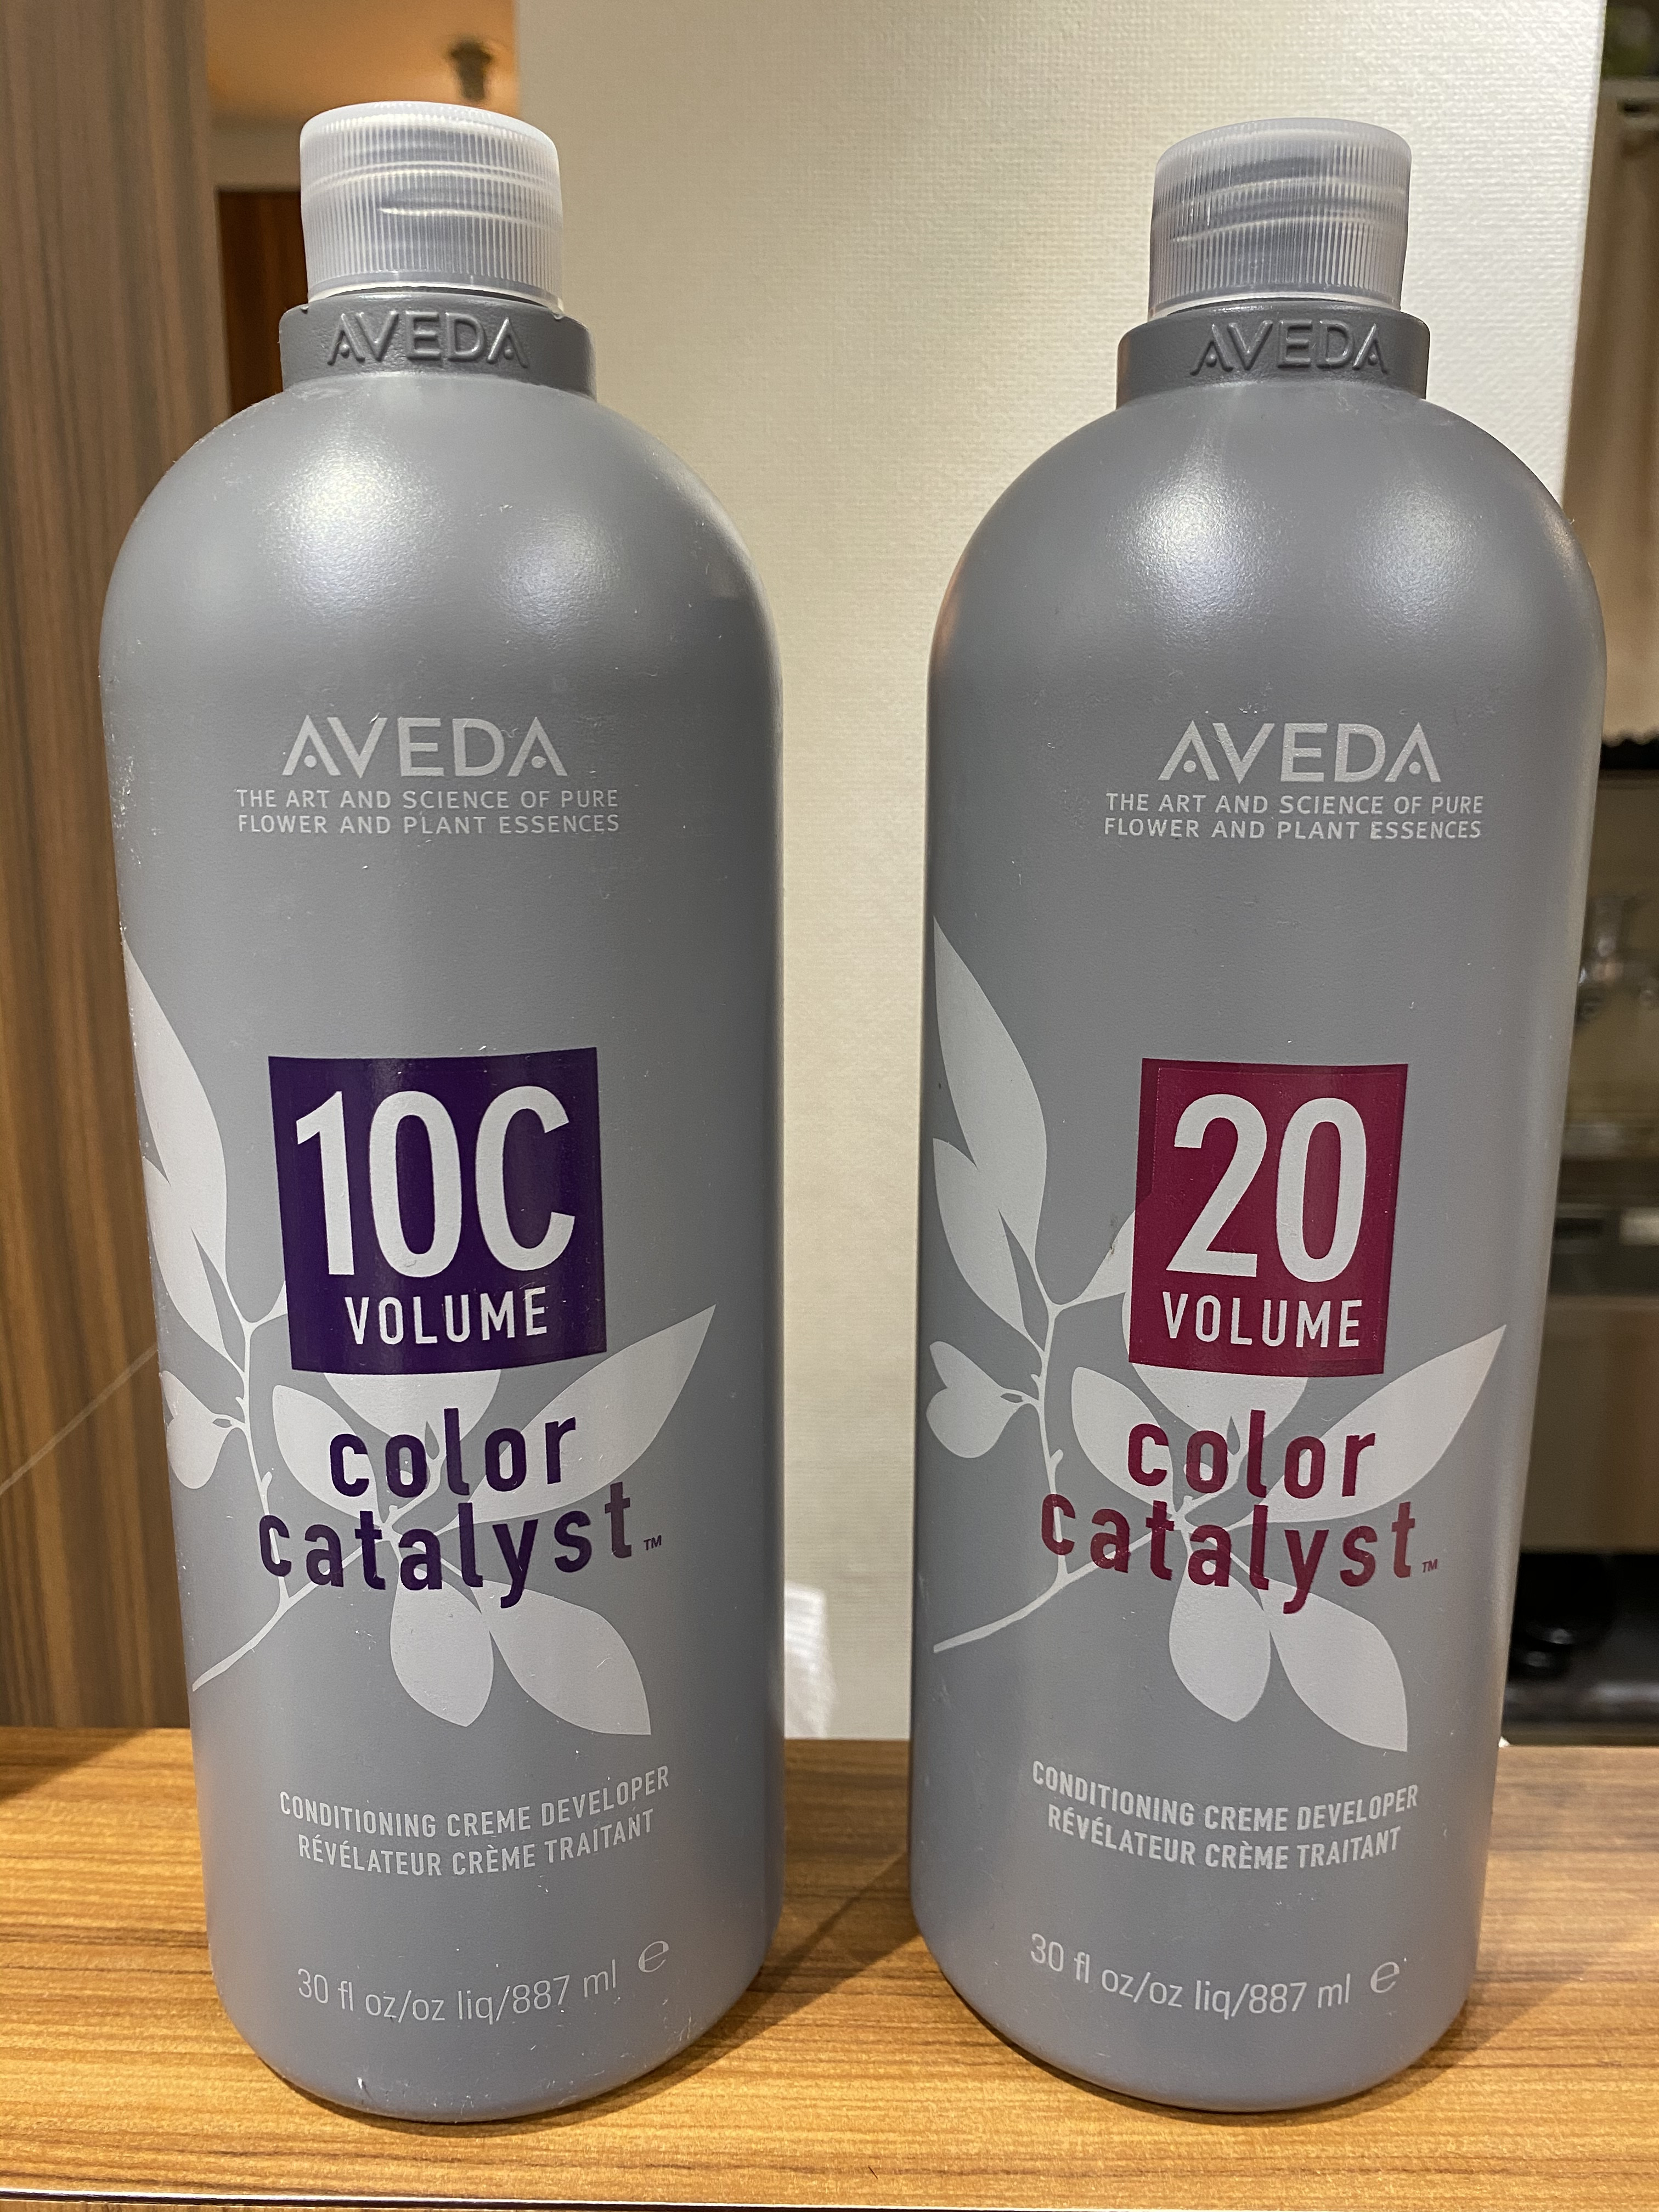 AVEDA
AVEDA
THE ART AND SCIENCE OF PURE
FLOWER AND PLANT ESSENCES
10C
VOLUME
color
catalyst™
CONDITIONING CREME DEVELOPER
RÉVÉLATEUR CRÈME TRAITANT
30 fl oz/oz liq/887 ml ℮
AVEDA
AVEDA
THE ART AND SCIENCE OF PURE
FLOWER AND PLANT ESSENCES
20
VOLUME
color
catalyst™
CONDITIONING CREME DEVELOPER
RÉVÉLATEUR CRÈME TRAITANT
30 fl oz/oz liq/887 ml ℮